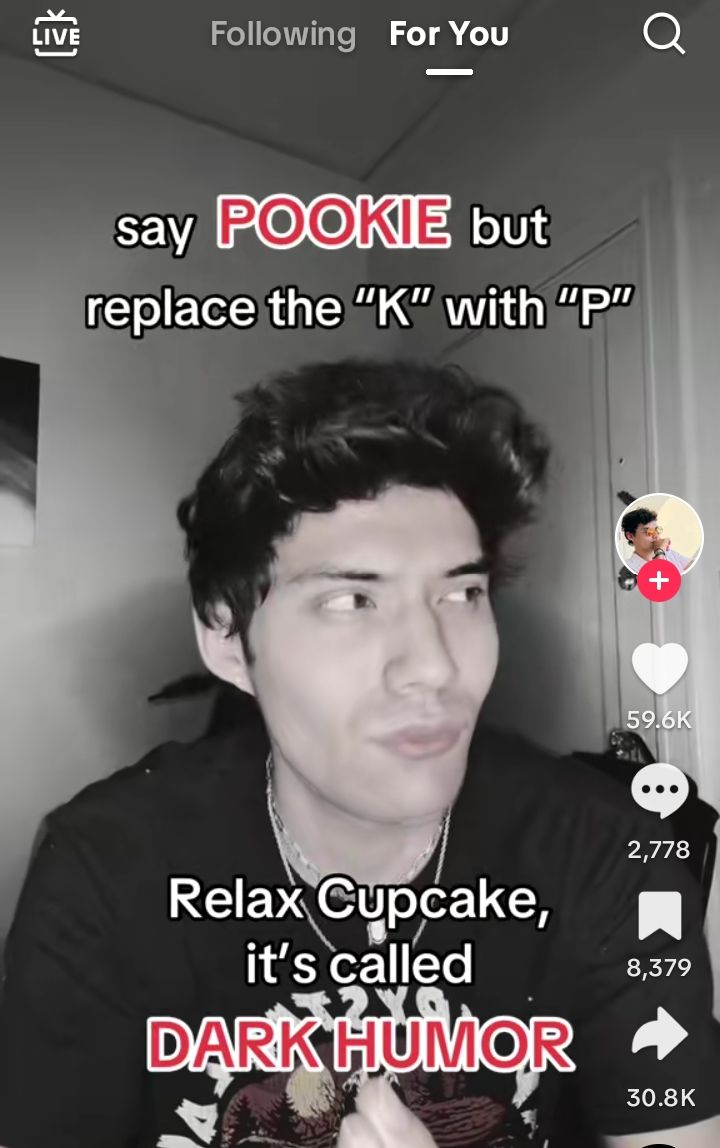 LIVE
Following For You
say POOKIE but
replace the “K” with “P”
59.6K
2,778
Relax Cupcake,
it’s called
8,379
DARK HUMOR
30.8K